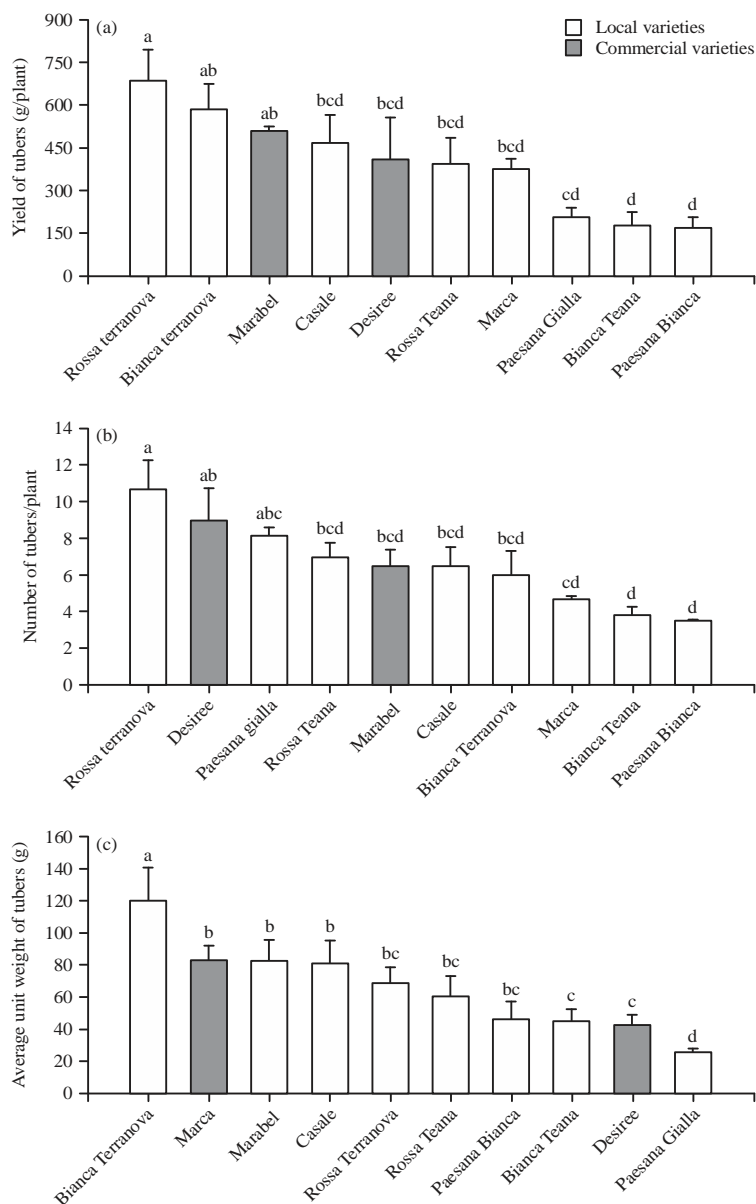 (a)
Local varieties
Commercial varieties
Yield of tubers (g/plant)
900
750
600
450
300
150
0
a
ab
ab
bcd
bcd
bcd
bcd
cd
d
d
Rossa terranova
Bianca terranova
Marabel
Casale
Desiree
Rossa Teana
Marca
Paesana Gialla
Bianca Teana
Paesana Bianca
(b)
Number of tubers/plant
14
12
10
8
6
4
2
0
a
ab
abc
bcd
bcd
bcd
bcd
cd
d
d
Rossa terranova
Desiree
Paesana gialla
Rossa Teana
Marabel
Casale
Bianca Terranova
Marca
Bianca Teana
Paesana Bianca
(c)
Average unit weight of tubers (g)
160
140
120
100
80
60
40
20
0
a
b
b
b
bc
bc
bc
c
c
d
Bianca Terranova
Marca
Marabel
Casale
Rossa Terranova
Rossa Teana
Paesana Bianca
Bianca Teana
Desiree
Paesana Gialla